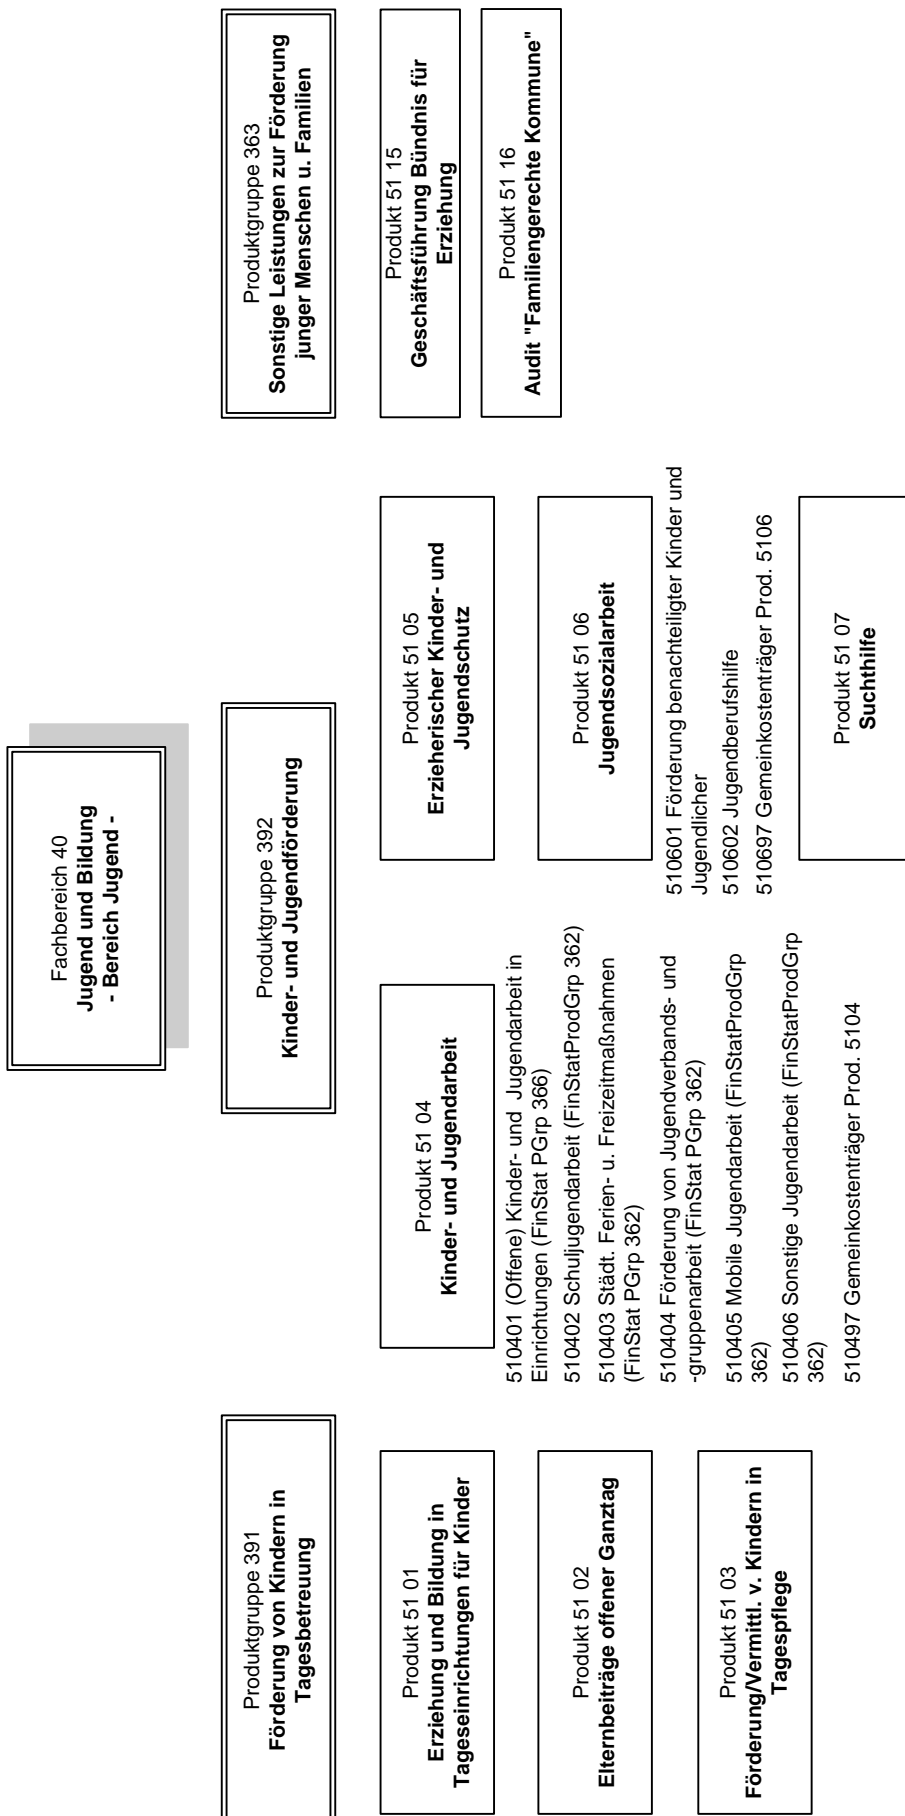 Fachbereich 40
Jugend und Bildung
- Bereich Jugend -
Produktgruppe 391
Förderung von Kindern in
Tagesbetreuung
Produkt 51 01
Erziehung und Bildung in
Tageseinrichtungen für Kinder
Produkt 51 02
Elternbeiträge offener Ganztag
Produkt 51 03
Förderung/Vermittl. v. Kindern in
Tagespflege
Produktgruppe 392
Kinder- und Jugendförderung
Produkt 51 04
Kinder- und Jugendarbeit
510401 (Offene) Kinder- und Jugendarbeit in
Einrichtungen (FinStat PGrp 366)
510402 Schuljugendarbeit (FinStatProdGrp 362)
510403 Städt. Ferien- u. Freizeitmaßnahmen
(FinStat PGrp 362)
510404 Förderung von Jugendverbands- und
-gruppenarbeit (FinStat PGrp 362)
510405 Mobile Jugendarbeit (FinStatProdGrp
362)
510406 Sonstige Jugendarbeit (FinStatProdGrp
362)
510497 Gemeinkostenträger Prod. 5104
Produkt 51 05
Erzieherischer Kinder- und
Jugendschutz
Produkt 51 06
Jugendsozialarbeit
510601 Förderung benachteiligter Kinder und
Jugendlicher
510602 Jugendberufshilfe
510697 Gemeinkostenträger Prod. 5106
Produkt 51 07
Suchthilfe
Produktgruppe 363
Sonstige Leistungen zur Förderung
junger Menschen u. Familien
Produkt 51 15
Geschäftsführung Bündnis für
Erziehung
Produkt 51 16
Audit "Familiengerechte Kommune"